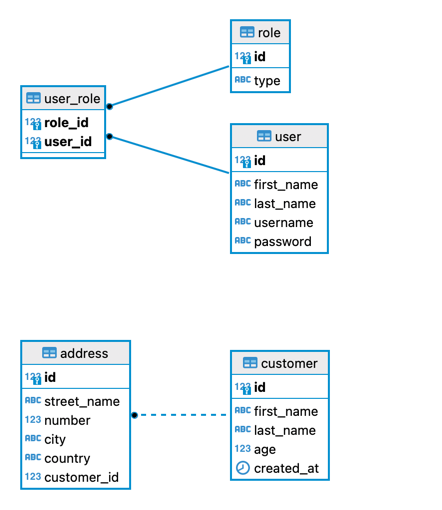 role
123 id
ABC type
user_role
123 role_id
123 user_id
user
123 id
ABC first_name
ABC last_name
ABC username
ABC password
address
123 id
ABC street_name
123 number
ABC city
ABC country
123 customer_id
customer
123 id
ABC first_name
ABC last_name
123 age
created_at